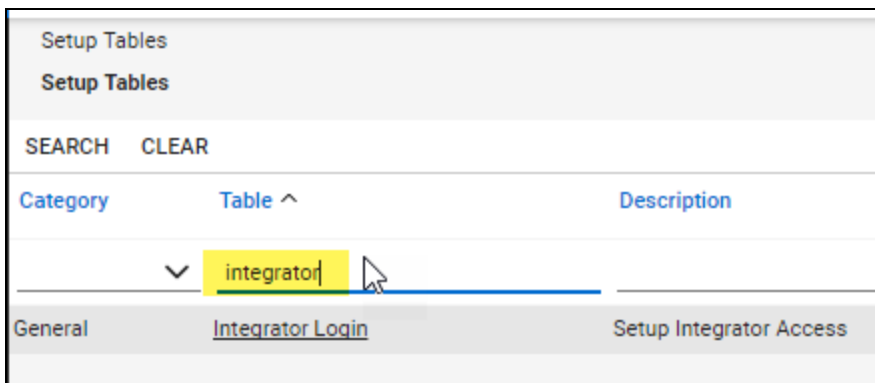 Setup Tables
Setup Tables
SEARCH CLEAR
Category Table Description
integrator
General Integrator Login Setup Integrator Access